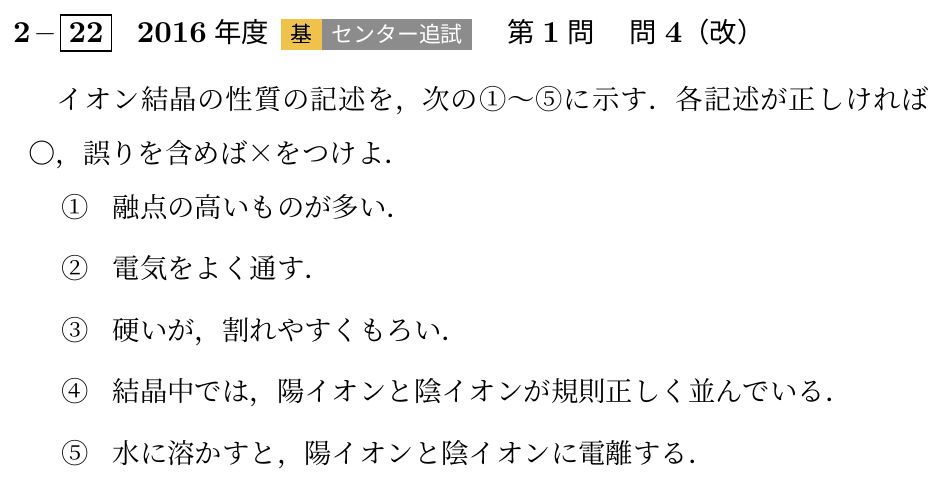 2－22 2016 年度 基 センター追試 第 1 問 問 4（改）
イオン結晶の性質の記述を，次の①～⑤に示す．各記述が正しければ
○，誤りを含めば×をつけよ．
① 融点の高いものが多い．
② 電気をよく通す．
③ 硬いが，割れやすくもろい．
④ 結晶中では，陽イオンと陰イオンが規則正しく並んでいる．
⑤ 水に溶かすと，陽イオンと陰イオンに電離する．